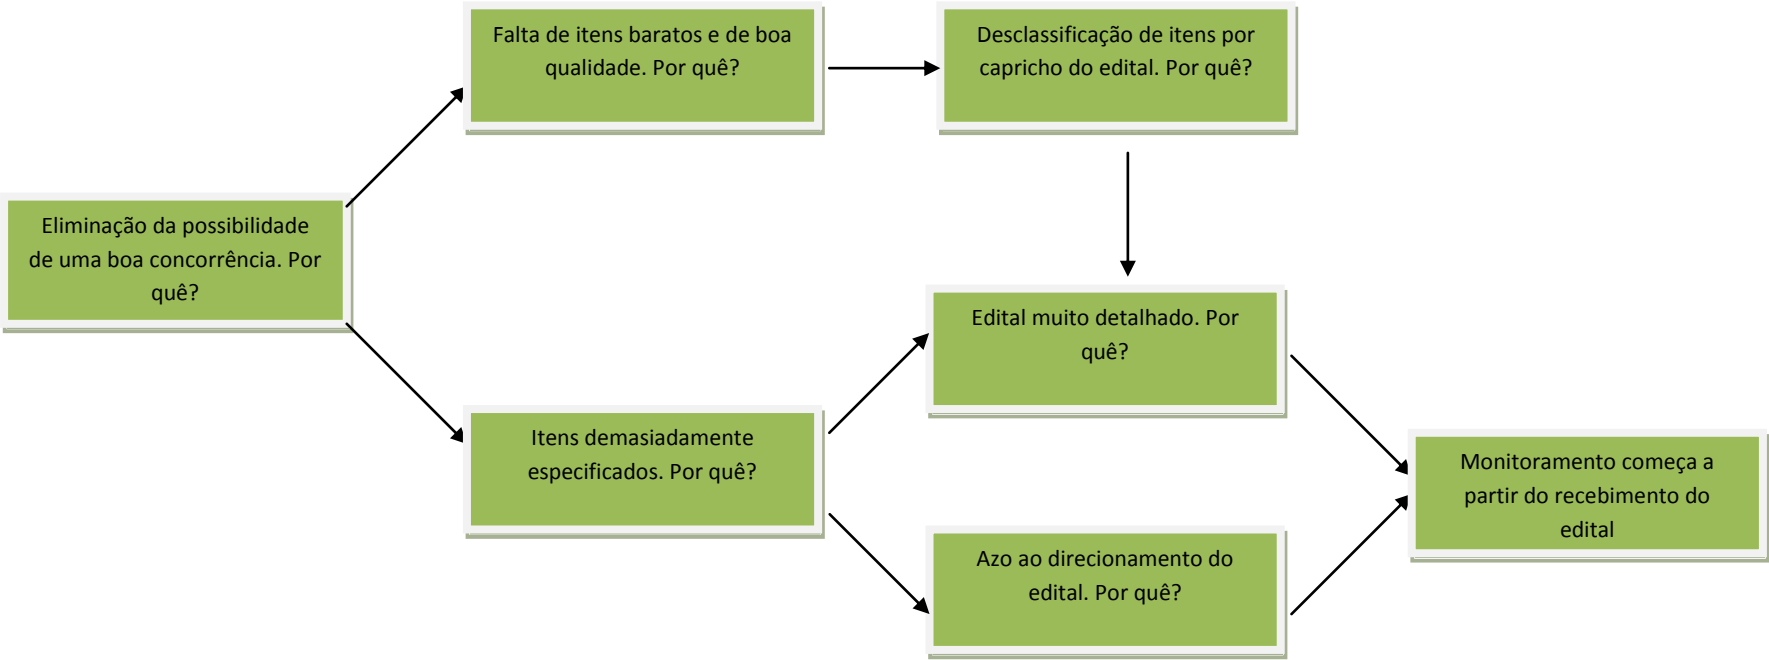 Falta de itens baratos e de boa
qualidade. Por quê?
Desclassificação de itens por
capricho do edital. Por quê?
Eliminação da possibilidade
de uma boa concorrência. Por
quê?
Edital muito detalhado. Por
quê?
Itens demasiadamente
especificados. Por quê?
Monitoramento começa a
partir do recebimento do
edital
Azo ao direcionamento do
edital. Por quê?